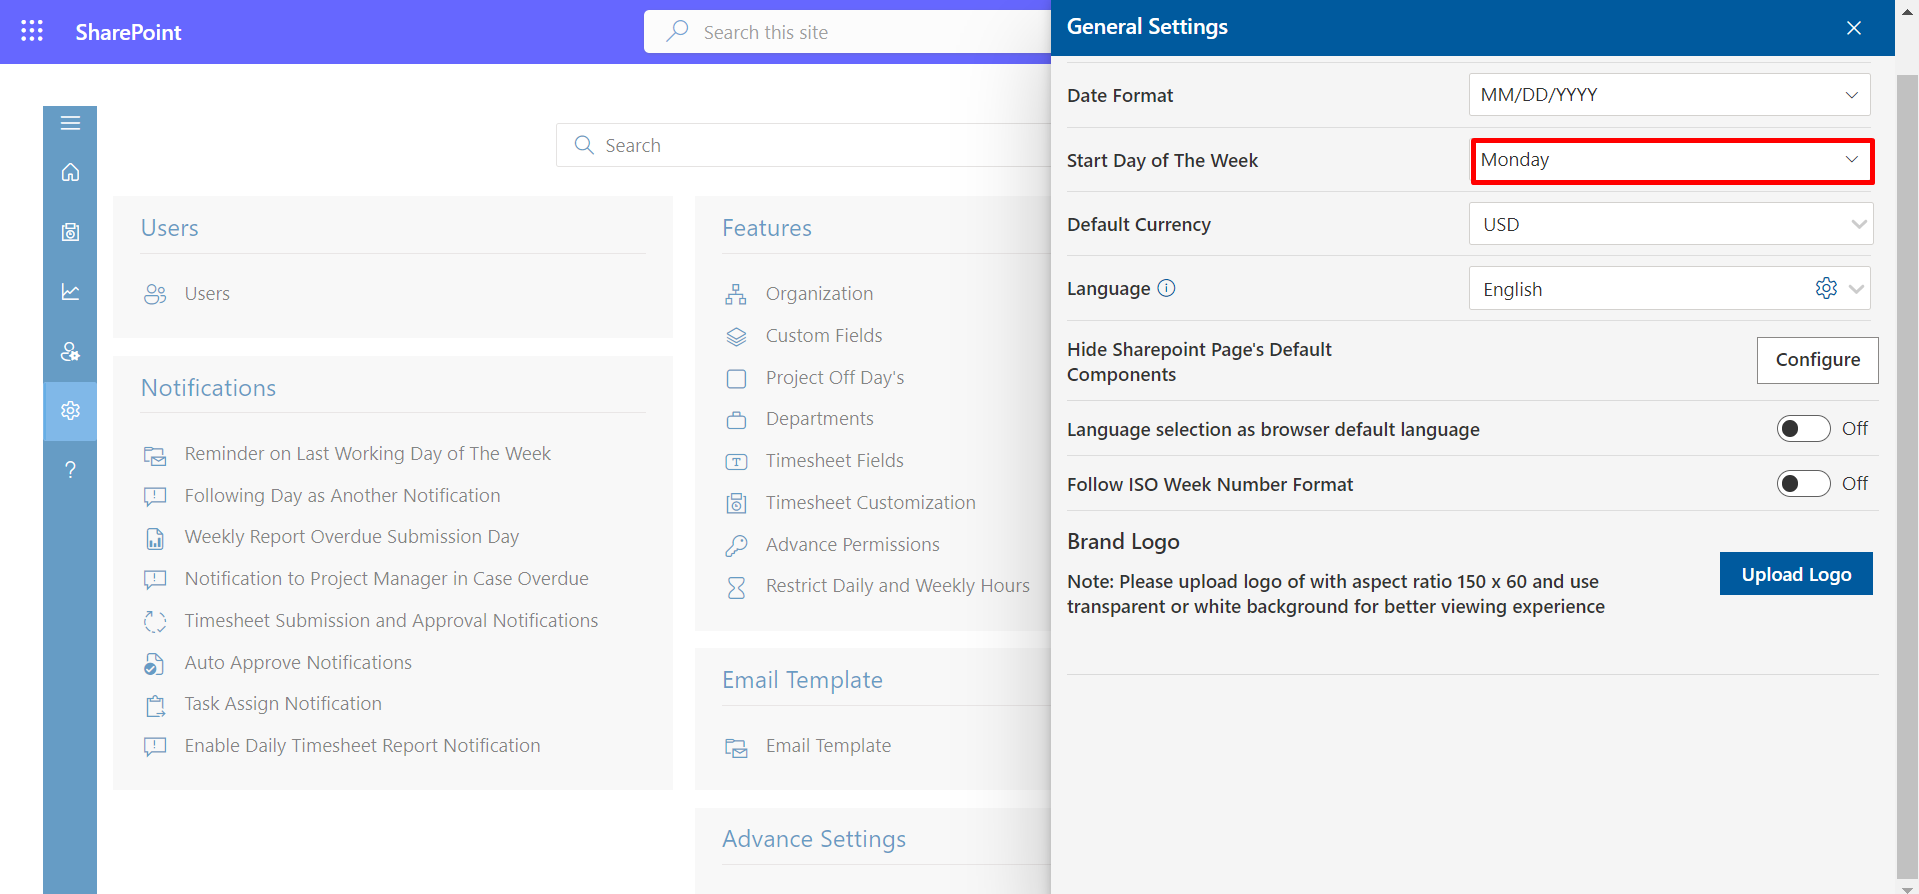 SharePoint
Search this site
Search
Users
Users
Notifications
Reminder on Last Working Day of The Week
Following Day as Another Notification
Weekly Report Overdue Submission Day
Notification to Project Manager in Case Overdue
Timesheet Submission and Approval Notifications
Auto Approve Notifications
Task Assign Notification
Enable Daily Timesheet Report Notification
Features
Organization
Custom Fields
Project Off Day's
Departments
Timesheet Fields
Timesheet Customization
Advance Permissions
Restrict Daily and Weekly Hours
Email Template
Email Template
Advance Settings
General Settings
Date Format
MM/DD/YYYY
Start Day of The Week
Monday
Default Currency
USD
Language
English
Hide Sharepoint Page's Default
Components
Configure
Language selection as browser default language
Off
Follow ISO Week Number Format
Off
Brand Logo
Note: Please upload logo of with aspect ratio 150 x 60 and use
transparent or white background for better viewing experience
Upload Logo